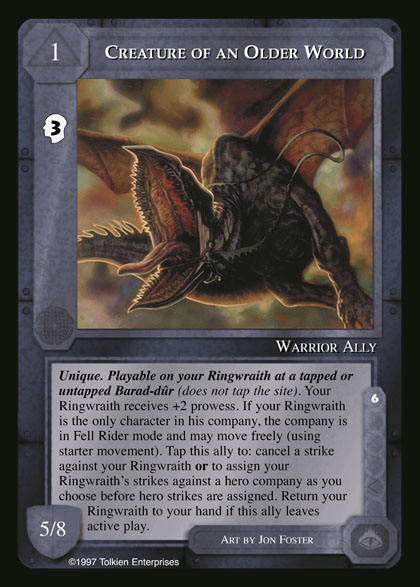 1
CREATURE OF AN OLDER WORLD
3
WARRIOR ALLY
Unique. Playable on your Ringwraith at a tapped or
untapped Barad-dûr (does not tap the site). Your
Ringwraith receives +2 prowess. If your Ringwraith
is the only character in his company, the company is
in Fell Rider mode and may move freely (using
starter movement). Tap this ally to: cancel a strike
against your Ringwraith or to assign your
Ringwraith's strikes against a hero company as you
choose before hero strikes are assigned. Return your
Ringwraith to your hand if this ally leaves
active play.
6
5/8
ART BY JON FOSTER
©1997 Tolkien Enterprises